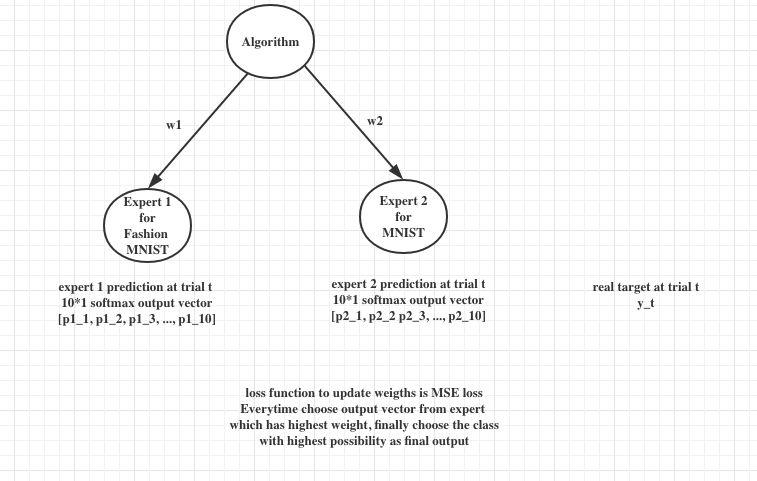 Algorithm
w1
w2
Expert 1
for
Fashion
MNIST
Expert 2
for
MNIST
expert 1 prediction at trial t
10*1 softmax output vector
[p1_1, p1_2, p1_3, ..., p1_10]
expert 2 prediction at trial t
10*1 softmax output vector
[p2_1, p2_2 p2_3, ..., p2_10]
real target at trial t
y_t
loss function to update weigths is MSE loss
Everytime choose output vector from expert
which has highest weight, finally choose the class
with highest possibility as final output